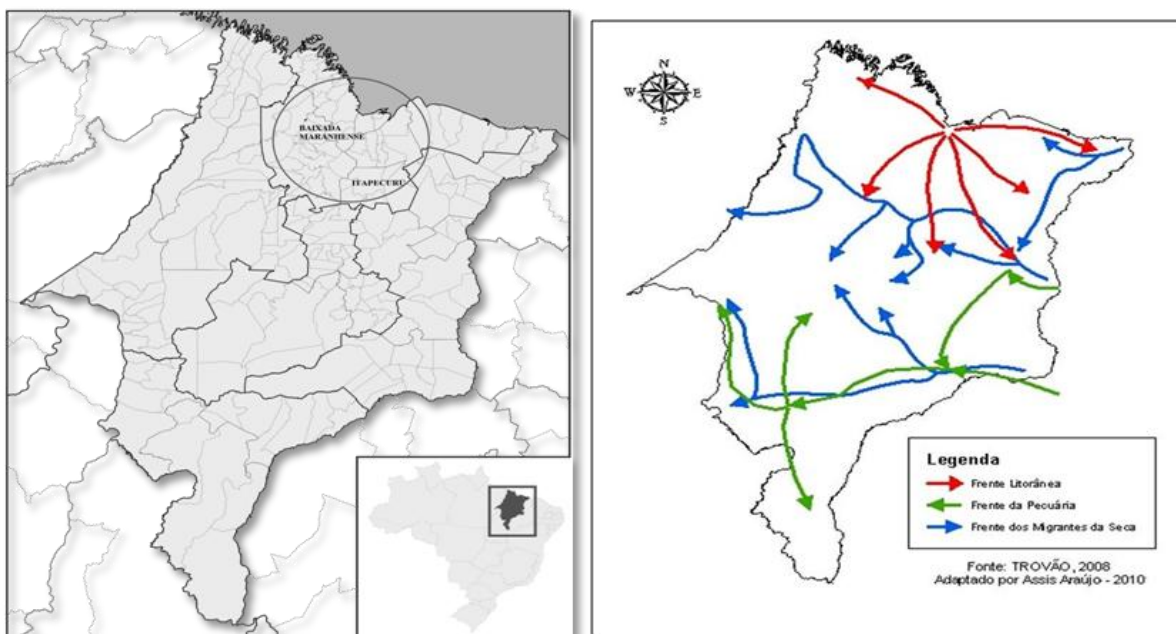 BAIXADA
MARANHENSE
ITAPECURU
N
W E
S
Legenda
Frente Litorânea
Frente da Pecuária
Frente dos Migrantes da Seca
Fonte: TROVÃO, 2008
Adaptado por Assis Araújo - 2010